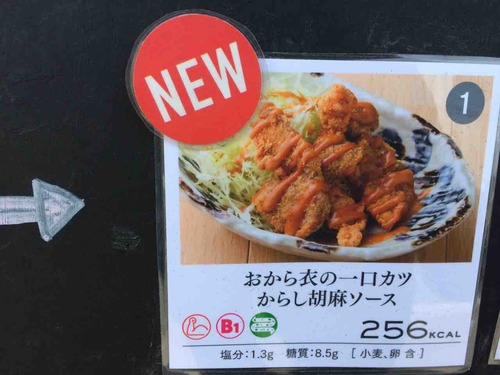 NEW
1
おから衣の一口カツ
からし胡麻ソース
B1
256KCAL
塩分：1.3g 糖質：8.5g [小麦、卵 含]